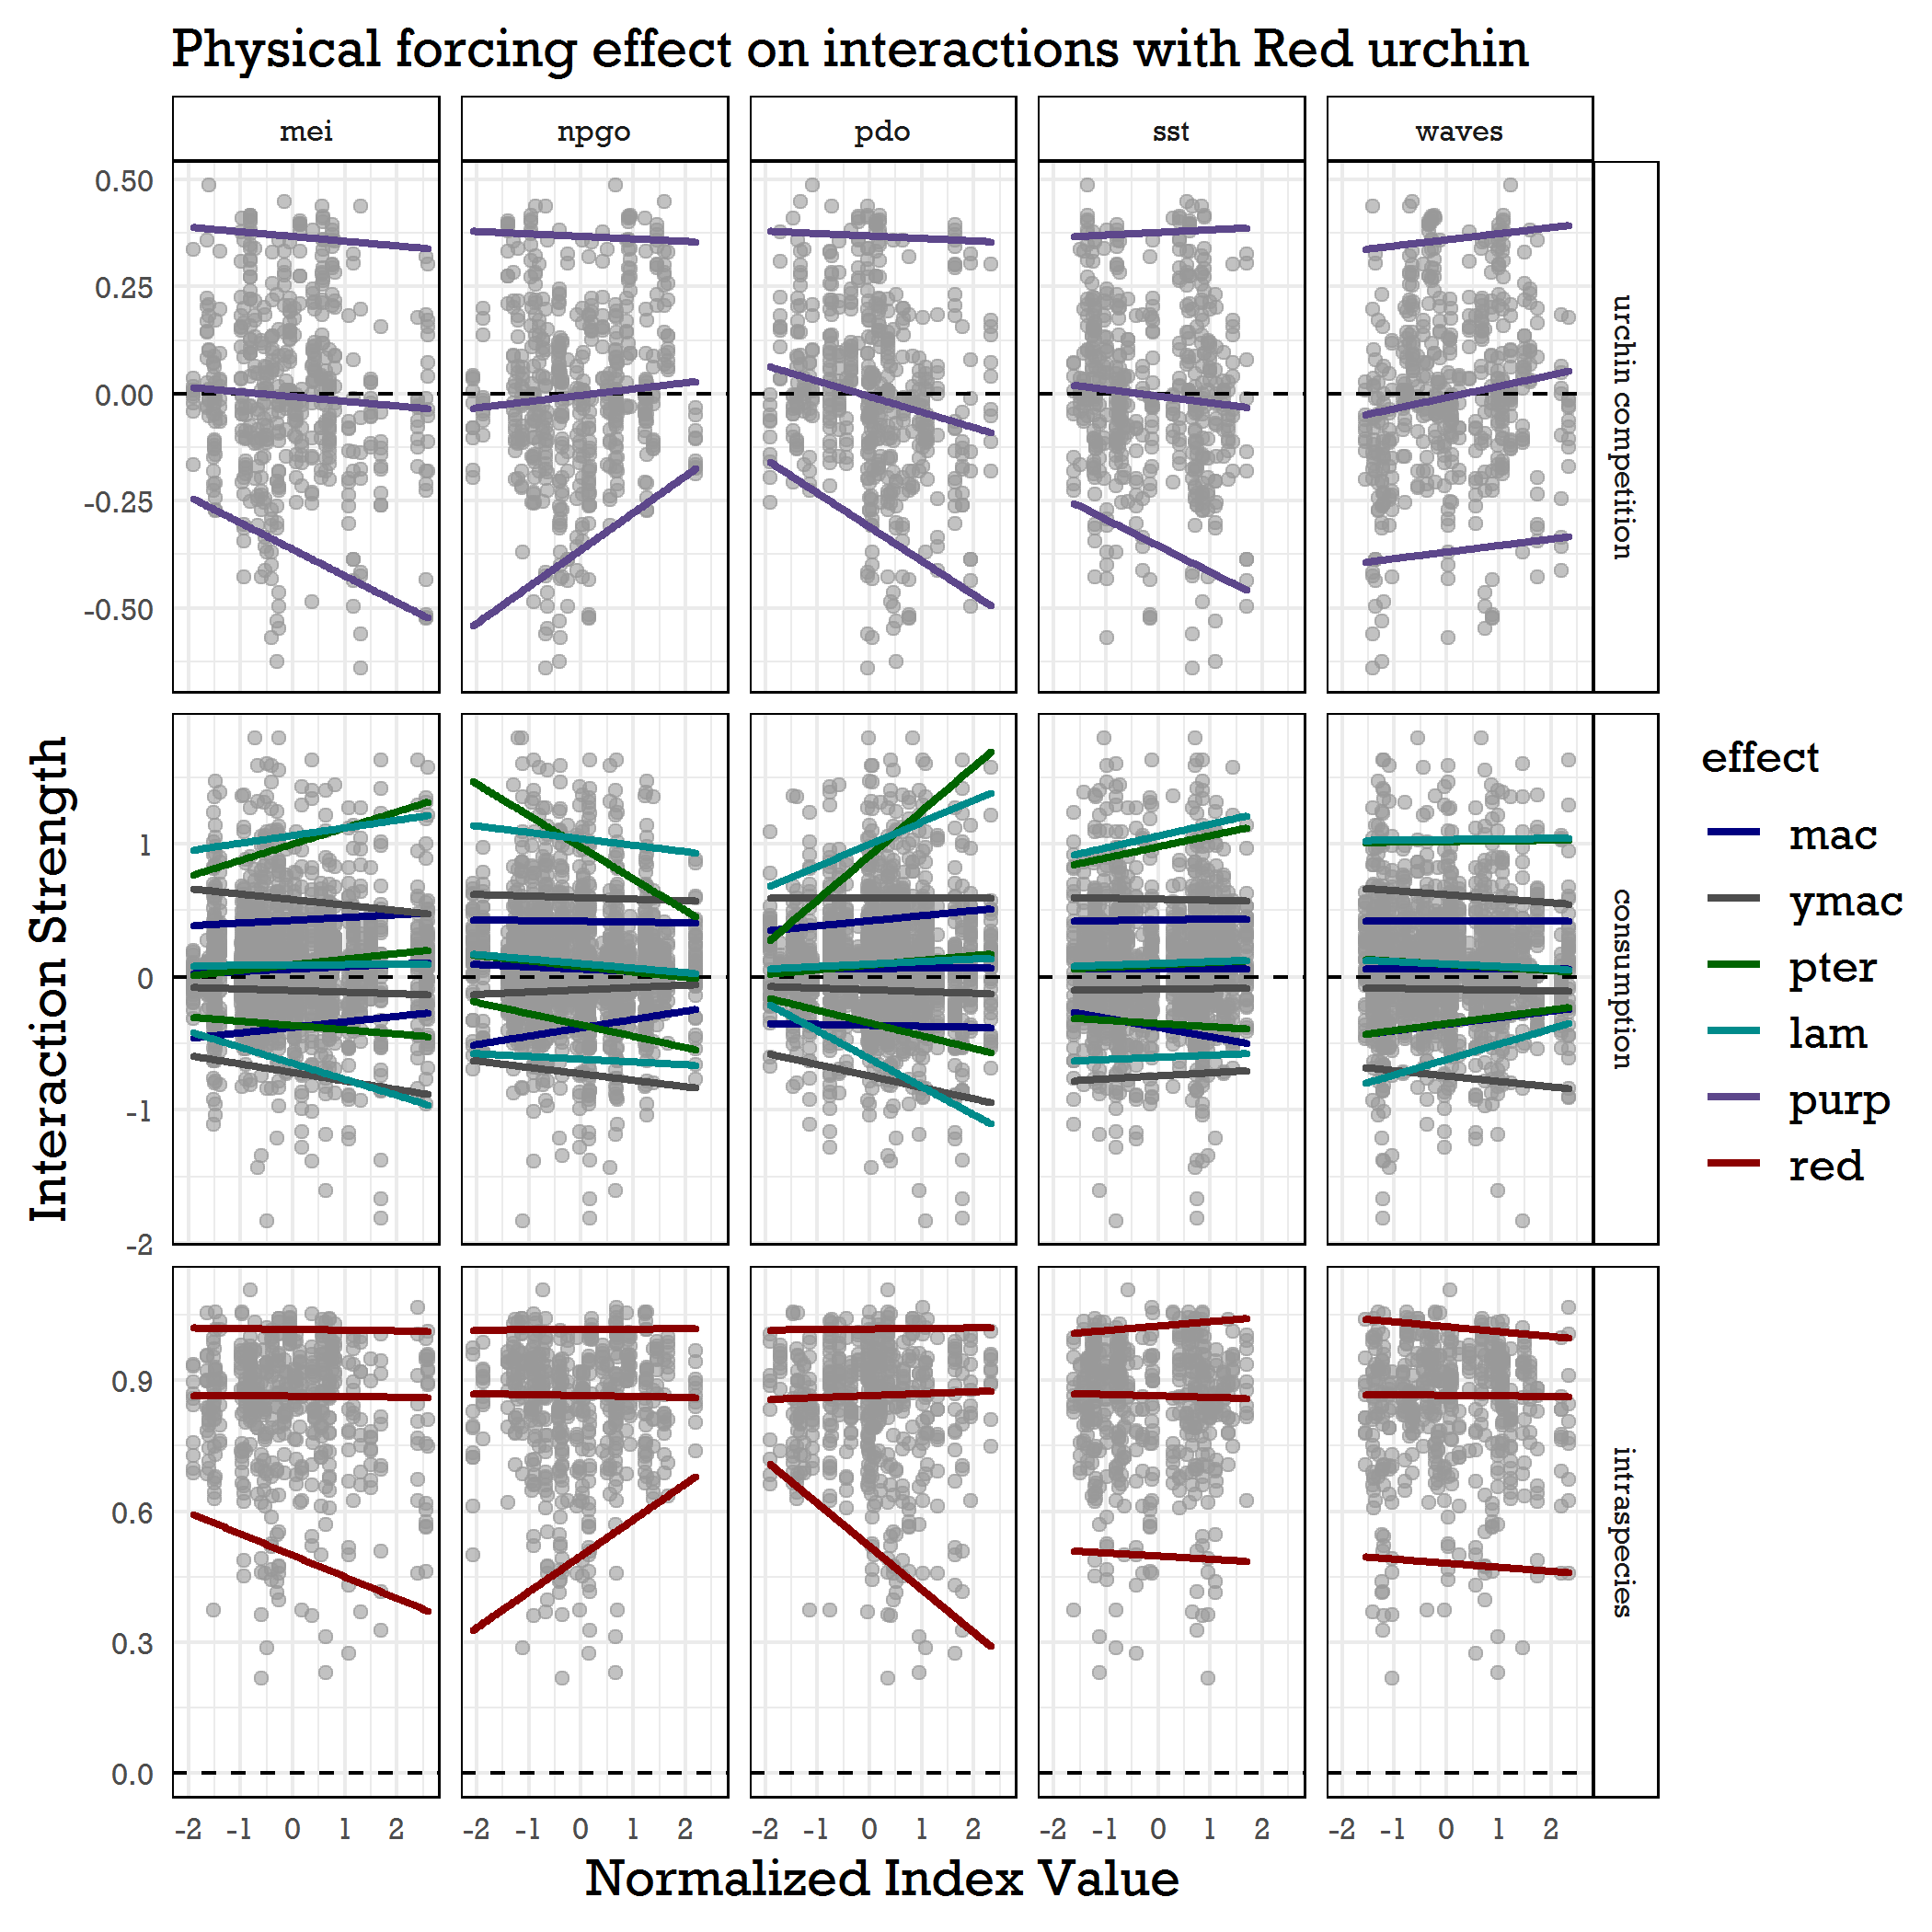 Physical forcing effect on interactions with Red urchin
mei npgo pdo sst waves
0.50
0.25
0.00
-0.25
-0.50
urchin competition
1
0
-1
-2
consumption
0.9
0.6
0.3
0.0
intraspecies
Interaction Strength
-2 -1 0 1 2 -2 -1 0 1 2 -2 -1 0 1 2 -2 -1 0 1 2 -2 -1 0 1 2
Normalized Index Value
effect
mac
ymac
pter
lam
purp
red